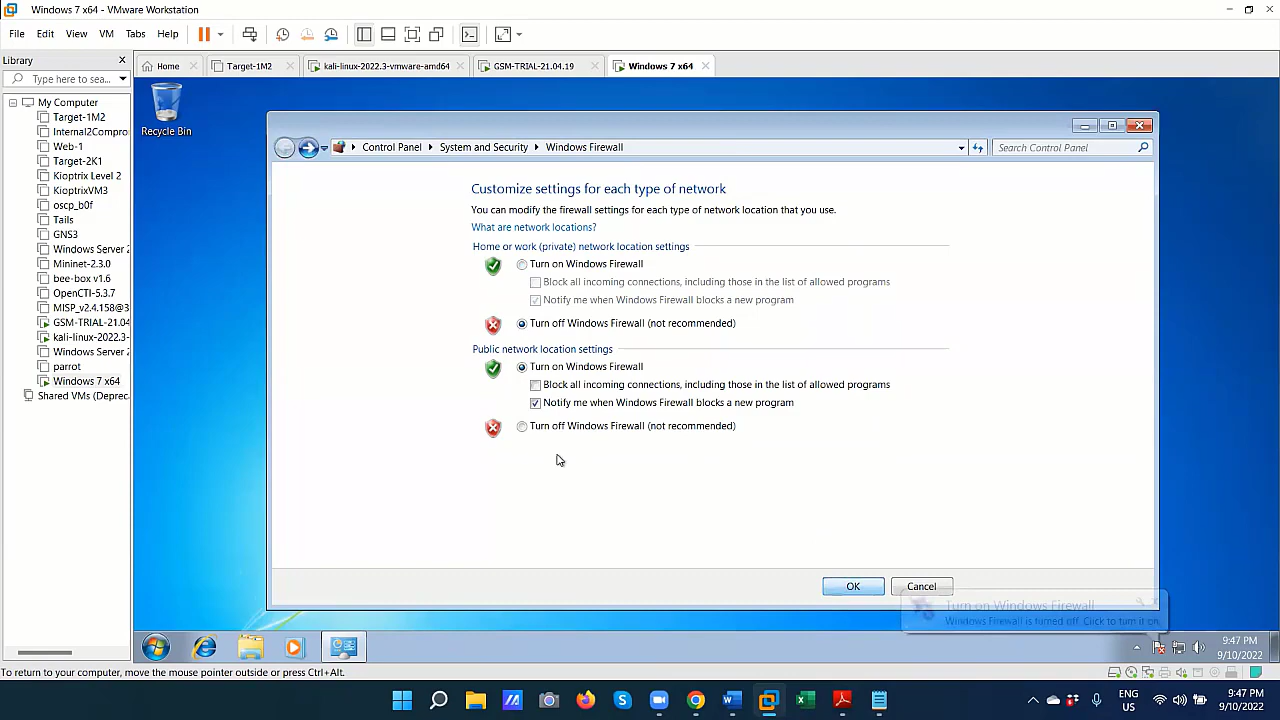 Windows 7 x64 - VMware Workstation
File Edit View VM Tabs Help
Library
Type here to sea...
Home
Target-1M2
kali-linux-2022.3-vmware-amd64
GSM-TRIAL-21.04.19
Windows 7 x64
My Computer
Target-1M2
Internal2Compro
Web-1
Target-2K1
Kioptrix Level 2
KioptrixVM3
oscp_b0f
Tails
GNS3
Windows Server 2
Mininet-2.3.0
bee-box v1.6
OpenCTI-5.3.7
MISP_v2.4.158@3
GSM-TRIAL-21.04
kali-linux-2022.3-
Windows Server 2
parrot
Windows 7 x64
Shared VMs (Deprec
Recycle Bin
Control Panel System and Security Windows Firewall
Search Control Panel
Customize settings for each type of network
You can modify the firewall settings for each type of network location that you use.
What are network locations?
Home or work (private) network location settings
Turn on Windows Firewall
Block all incoming connections, including those in the list of allowed programs
Notify me when Windows Firewall blocks a new program
Turn off Windows Firewall (not recommended)
Public network location settings
Turn on Windows Firewall
Block all incoming connections, including those in the list of allowed programs
Notify me when Windows Firewall blocks a new program
Turn off Windows Firewall (not recommended)
OK Cancel
Turn on Windows Firewall
Windows Firewall is turned off. Click to turn it on.
9:47 PM
9/10/2022
To return to your computer, move the mouse pointer outside or press Ctrl+Alt.
ENG
US
9:47 PM
9/10/2022